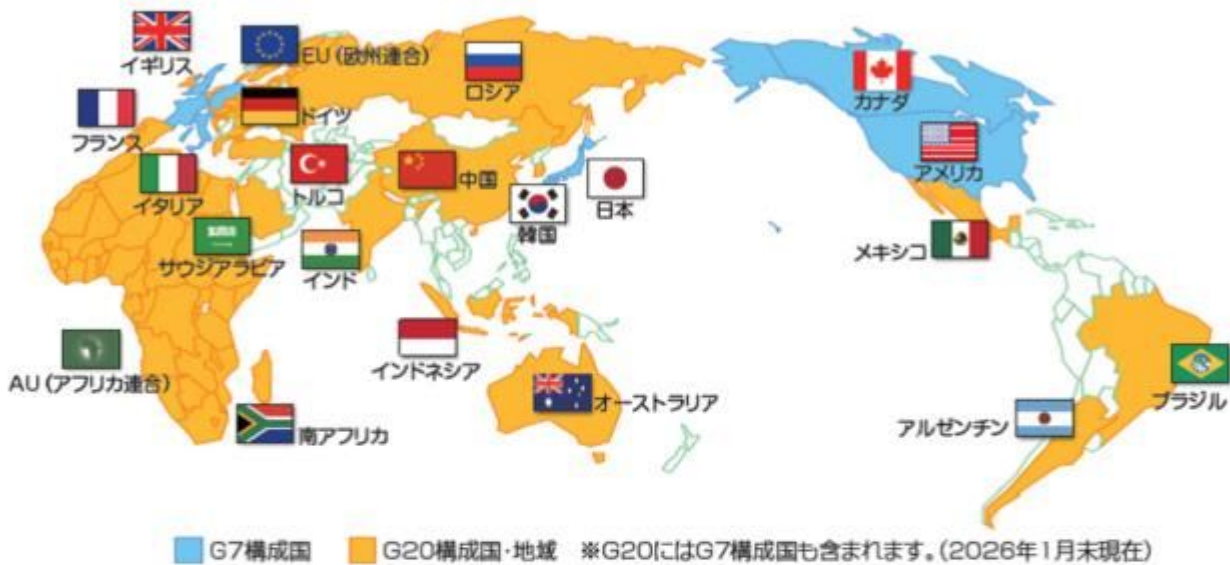 イギリス
EU（欧州連合）
ロシア
カナダ
フランス
ドイツ
アメリカ
イタリア
トルコ
中国
韓国
日本
メキシコ
サウジアラビア
インド
AU（アフリカ連合）
インドネシア
ブラジル
南アフリカ
オーストラリア
アルゼンチン
G7構成国 G20構成国・地域 ※G20にはG7構成国も含まれます。（2026年1月末現在）